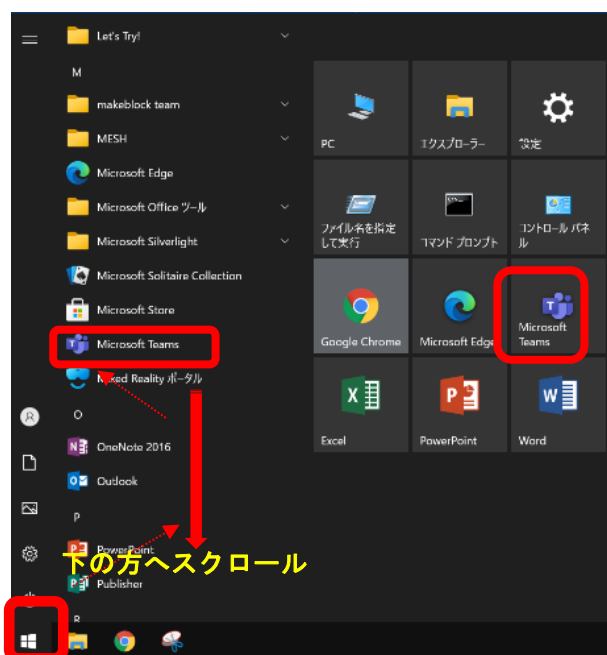 Let's Try!
M
makeblock team
MESH
Microsoft Edge
Microsoft Office ツール
Microsoft Silverlight
Microsoft Solitaire Collection
Microsoft Store
Microsoft Teams
Mixed Reality ポータル
O
OneNote 2016
Outlook
P
PowerPoint
下の方へスクロール
Publisher
R
PC
エクスプローラー
設定
ファイル名を指定
して実行
コマンド プロンプト
コントロール パネ
ル
Google Chrome
Microsoft Edge
Microsoft
Teams
Excel
PowerPoint
Word